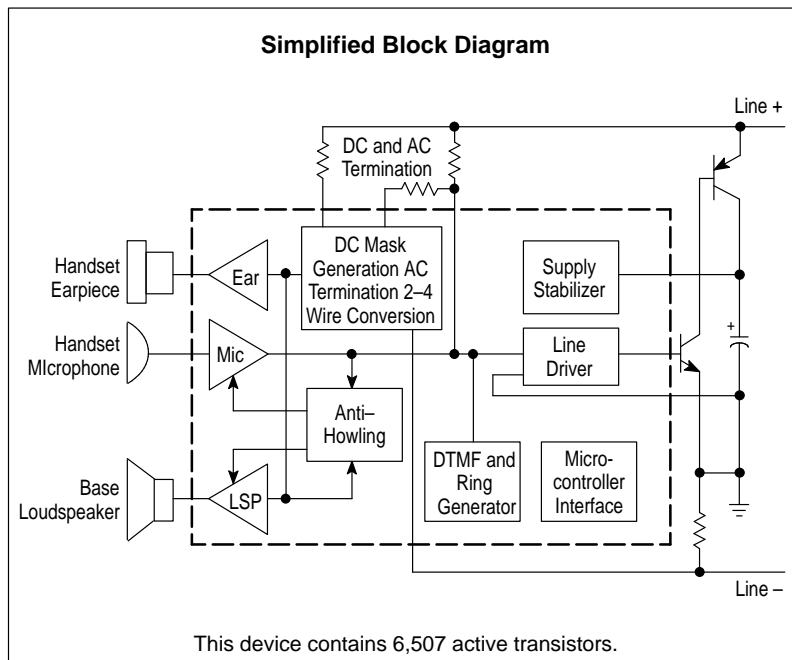 Simplified Block Diagram
Line +
DC and AC
Termination
Handset
Earpiece
Ear
DC Mask
Generation AC
Termination 2–4
Wire Conversion
Supply
Stabilizer
+
Handset
MIcrophone
Mic
Line
Driver
Anti–
Howling
Base
Loudspeaker
LSP
DTMF and
Ring
Generator
Micro-
controller
Interface
Line –
This device contains 6,507 active transistors.